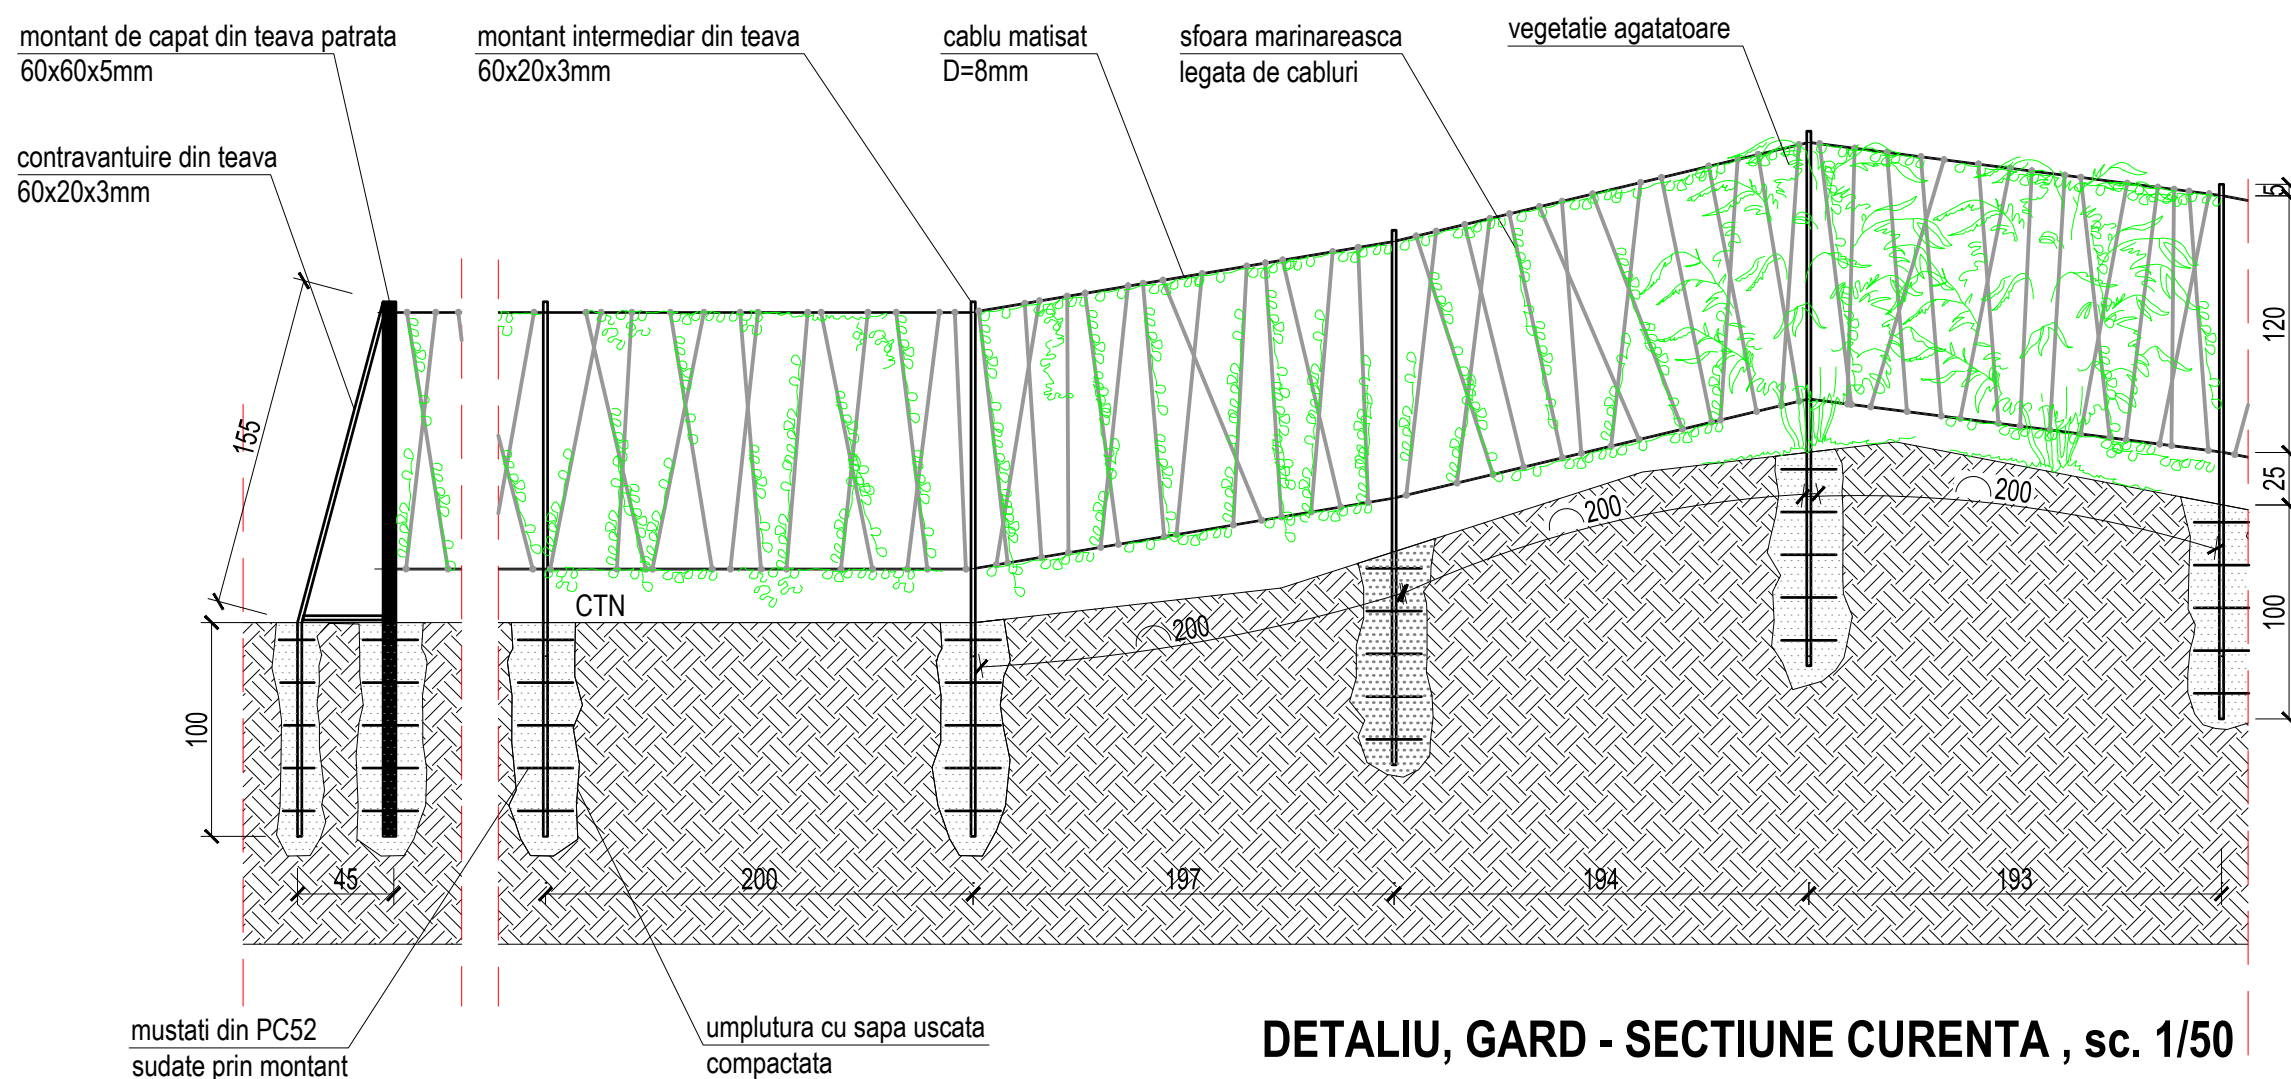 montant de capat din teava patrata
60x60x5mm
montant intermediar din teava
60x20x3mm
cablu matisat
D=8mm
sfoara marinareasca
legata de cabluri
vegetatie agatatoare
contravantuire din teava
60x20x3mm
5
120
155
25
200
200
CTN
200
100
100
45
200
197
194
193
mustati din PC52
sudate prin montant
umplutura cu sapa uscata
compactata
DETALIU, GARD - SECTIUNE CURENTA , sc. 1/50